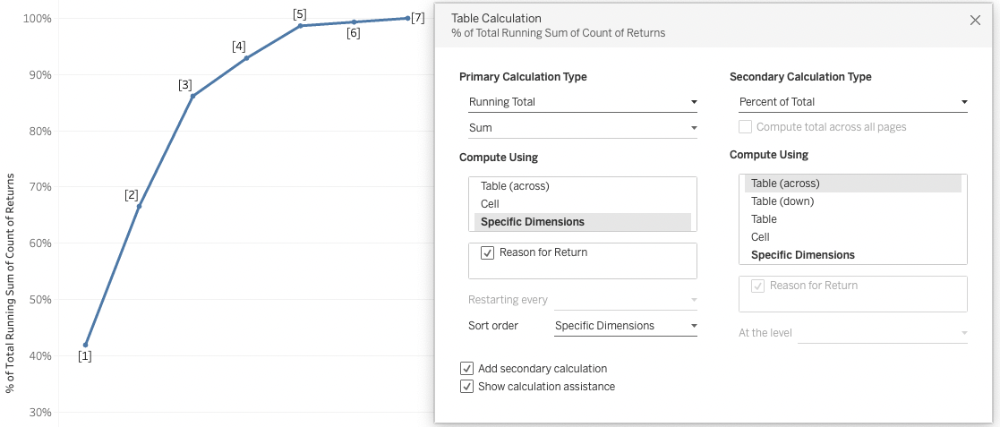 100%
90%
80%
70%
60%
50%
40%
30%
% of Total Running Sum of Count of Returns
[1]
[2]
[3]
[4]
[5]
[6]
[7]
Table Calculation
% of Total Running Sum of Count of Returns
Primary Calculation Type
Running Total
Sum
Compute Using
Table (across)
Cell
Specific Dimensions
Reason for Return
Restarting every
Sort order
Specific Dimensions
Add secondary calculation
Show calculation assistance
Secondary Calculation Type
Percent of Total
Compute total across all pages
Compute Using
Table (across)
Table (down)
Table
Cell
Specific Dimensions
Reason for Return
At the level